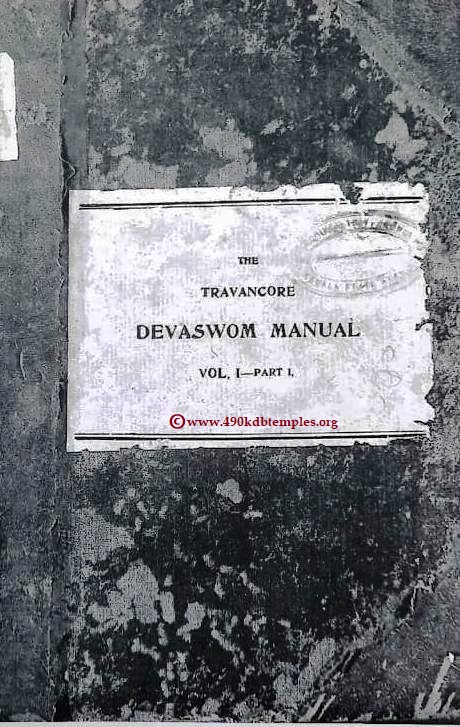 THE
TRAVANCORE
DEVASWOM MANUAL
VOL. I—PART I.
©www.490kdbtemples.org